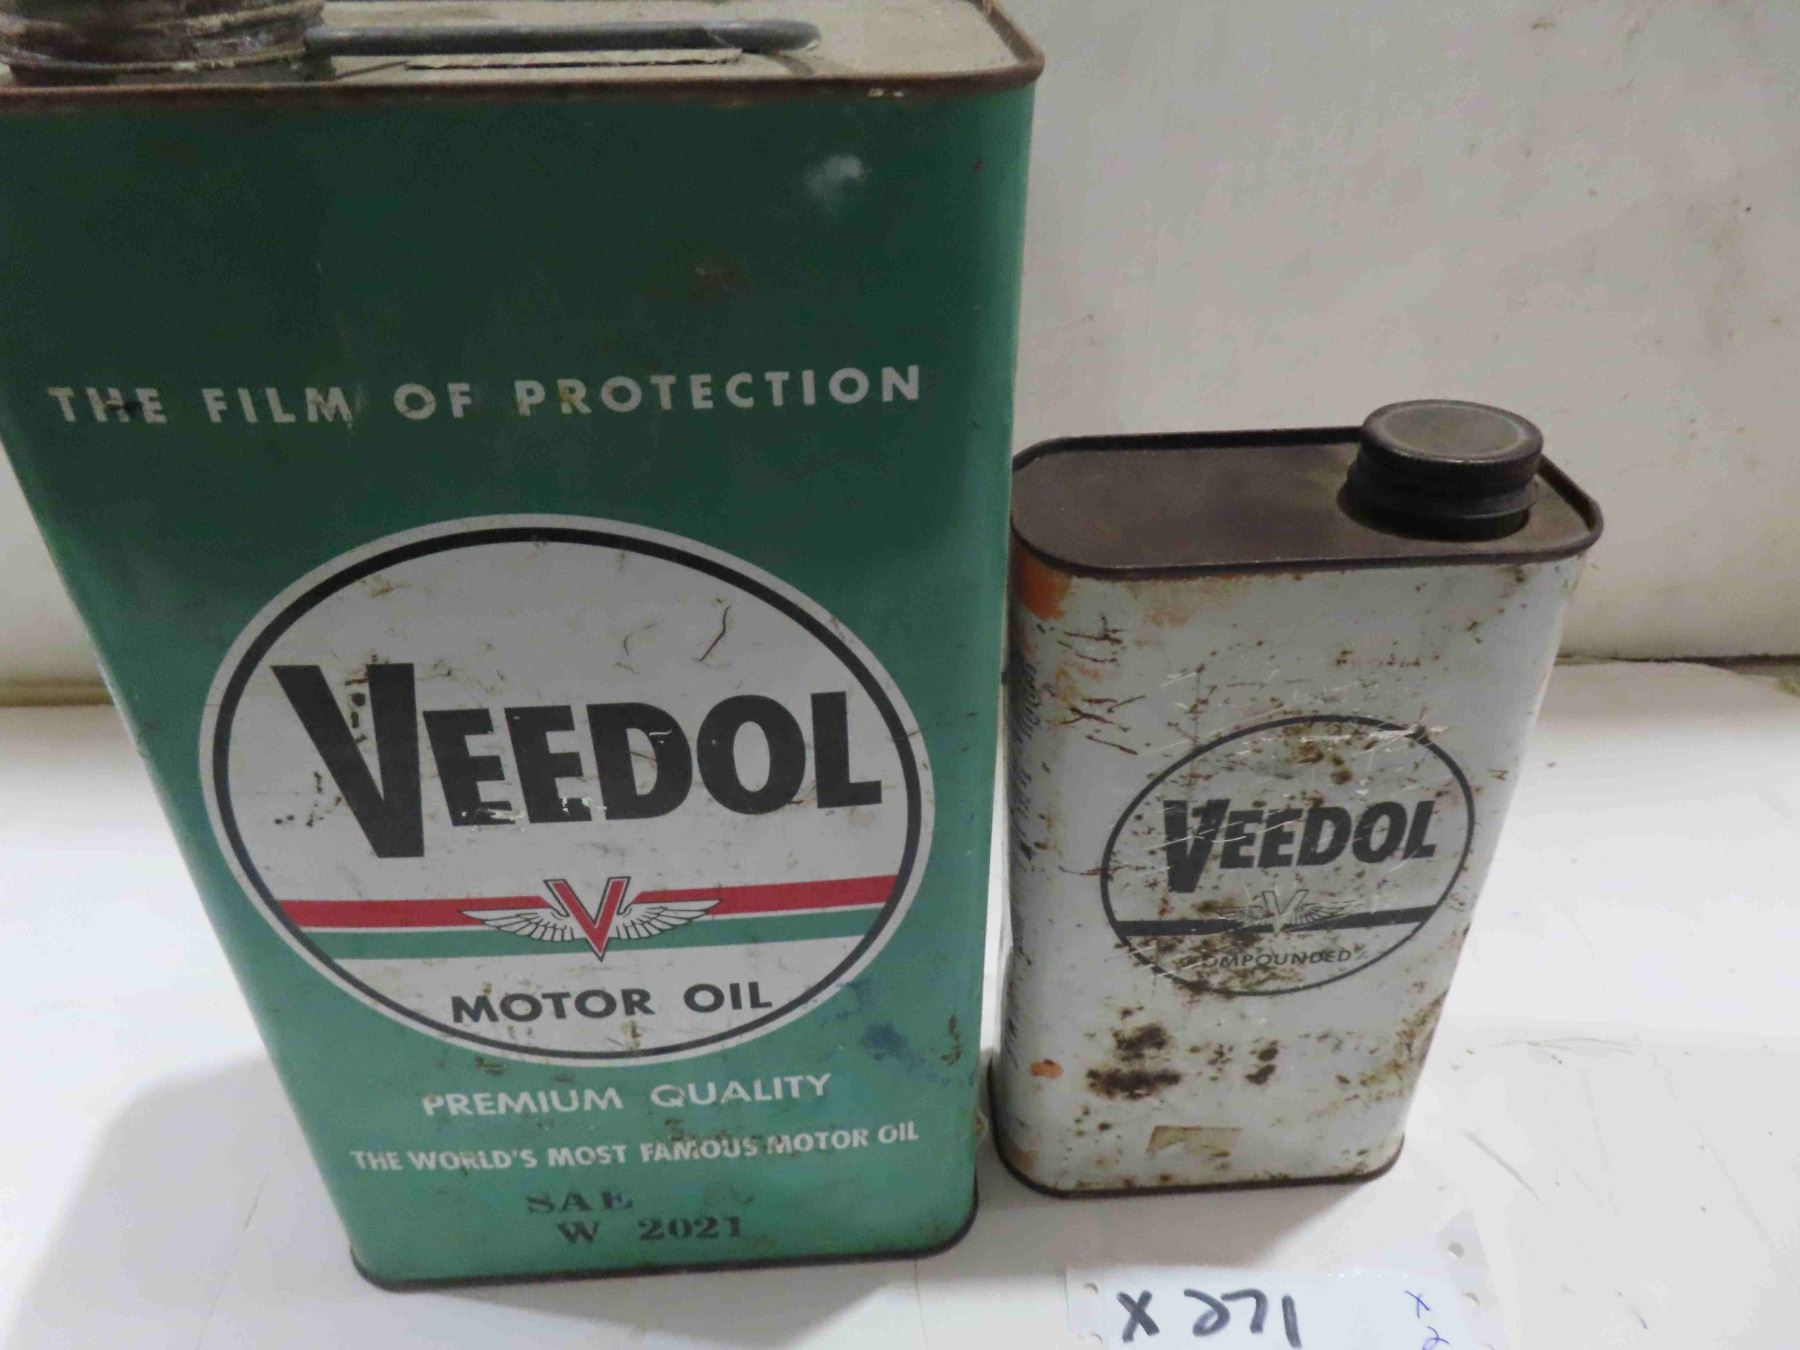 THE FILM OF PROTECTION
VEEDOL
V
MOTOR OIL
PREMIUM QUALITY
THE WORLD'S MOST FAMOUS MOTOR OIL
SAE
W 2021
VEEDOL
V
COMPOUNDED
X 271
X2